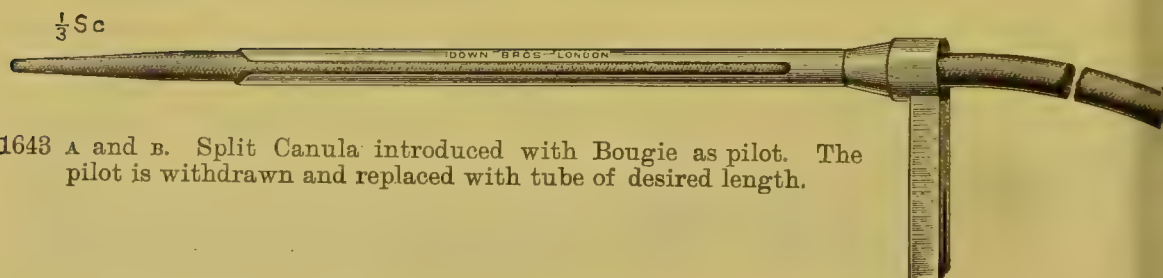 ⅓ Sc
DOWN BROS LONDON
1643 A and B. Split Canula introduced with Bougie as pilot. The
pilot is withdrawn and replaced with tube of desired length.